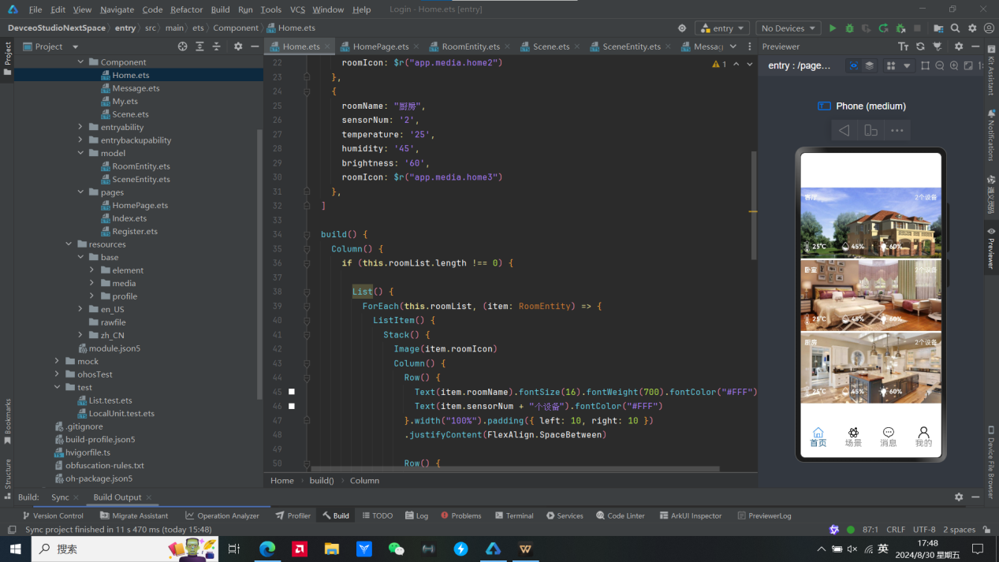 File Edit View Navigate Code Refactor Build Run Tools VCS Window Help Login - Home.ets [entry]
DevceoStudioNextSpace entry src main ets Component Home.ets
entry No Devices
Project
Home.ets HomePage.ets RoomEntity.ets Scene.ets SceneEntity.ets Messag
Previewer
Component
Home.ets
Message.ets
My.ets
Scene.ets
entryability
entrybackupability
model
RoomEntity.ets
SceneEntity.ets
pages
HomePage.ets
Index.ets
Register.ets
resources
base
element
media
profile
en_US
rawfile
zh_CN
module.json5
mock
ohosTest
test
List.test.ets
LocalUnit.test.ets
.gitignore
build-profile.json5
hvigorfile.ts
obfuscation-rules.txt
oh-package.json5
22 roomIcon: $r("app.media.home2")
1
23 },
24 {
25 roomName: "厨房",
26 sensorNum: '2',
27 temperature: '25',
28 humidity: '45',
29 brightness: '60',
30 roomIcon: $r("app.media.home3")
31 },
32 ]
33
34 build() {
35 Column() {
36 if (this.roomList.length !== 0) {
37
38 List() {
39 ForEach(this.roomList, (item: RoomEntity) => {
40 ListItem() {
41 Stack() {
42 Image(item.roomIcon)
43 Column() {
44 Row() {
45 Text(item.roomName).fontSize(16).fontWeight(700).fontColor("#FFF")
46 Text(item.sensorNum + "个设备").fontColor("#FFF")
47 }.width("100%").padding({ left: 10, right: 10 })
48 .justifyContent(FlexAlign.SpaceBetween)
49
50 Row() {
Home build() Column
entry : /page...
Phone (medium)
客厅 2个设备
25℃ 45% 60%
卧室 2个设备
25℃ 45% 60%
厨房 2个设备
25℃ 45% 60%
首页 场景 消息 我的
Project
Bookmarks
Structure
Kit Assistant
Notifications
通义灵码
Previewer
Device File Browser
Build: Sync Build Output
Version Control Migrate Assistant Operation Analyzer Profiler Build TODO Log Problems Terminal Services Code Linter ArkUI Inspector PreviewerLog
Sync project finished in 11 s 470 ms (today 15:48)
87:1 CRLF UTF-8 2 spaces
搜索
英
17:48
2024/8/30 星期五